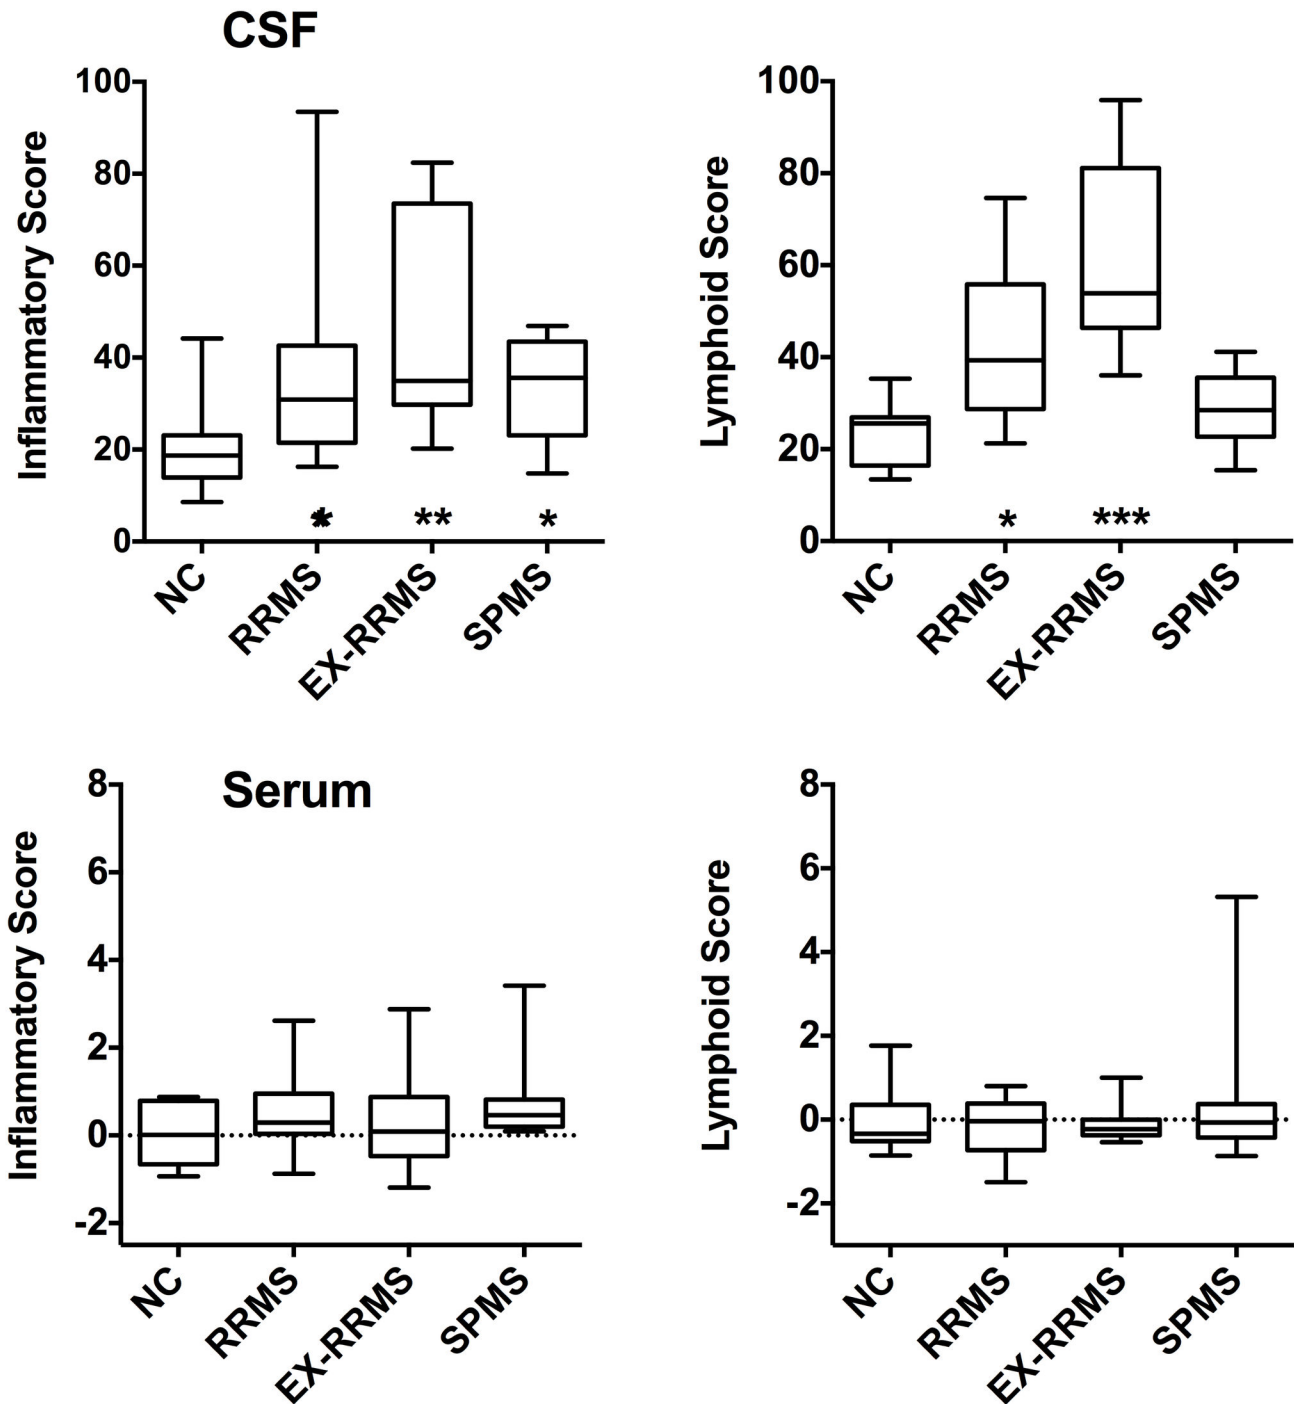 CSF
Inflammatory Score
100
80
60
40
20
0
*
**
*
NC
RRMS
EX-RRMS
SPMS
Lymphoid Score
100
80
60
40
20
0
*
***
NC
RRMS
EX-RRMS
SPMS
Serum
Inflammatory Score
8
6
4
2
0
-2
NC
RRMS
EX-RRMS
SPMS
Lymphoid Score
8
6
4
2
0
-2
NC
RRMS
EX-RRMS
SPMS